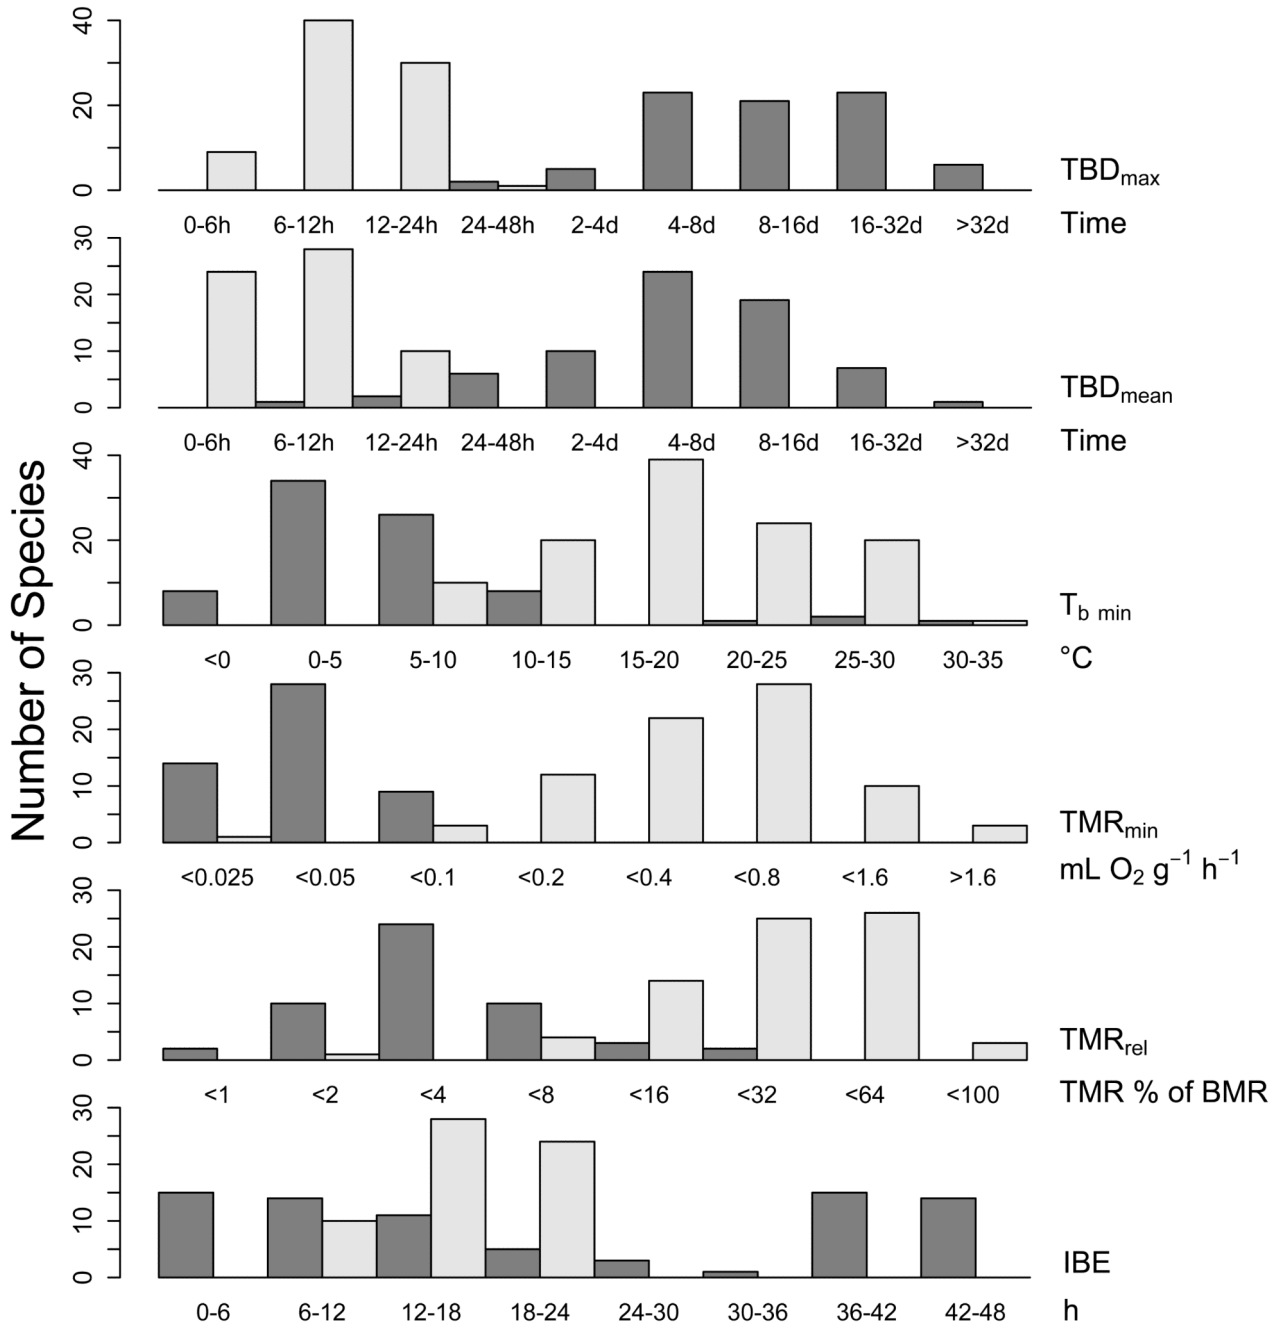 Number of Species
40
20
0
TBDmax
0-6h 6-12h 12-24h 24-48h 2-4d 4-8d 8-16d 16-32d >32d Time
30
20
10
0
TBDmean
0-6h 6-12h 12-24h 24-48h 2-4d 4-8d 8-16d 16-32d >32d Time
40
20
0
Tb min
<0 0-5 5-10 10-15 15-20 20-25 25-30 30-35 °C
30
20
10
0
TMRmin
<0.025 <0.05 <0.1 <0.2 <0.4 <0.8 <1.6 >1.6 mL O₂ g⁻¹ h⁻¹
30
20
10
0
TMRrel
<1 <2 <4 <8 <16 <32 <64 <100 TMR % of BMR
30
20
10
0
IBE
0-6 6-12 12-18 18-24 24-30 30-36 36-42 42-48 h